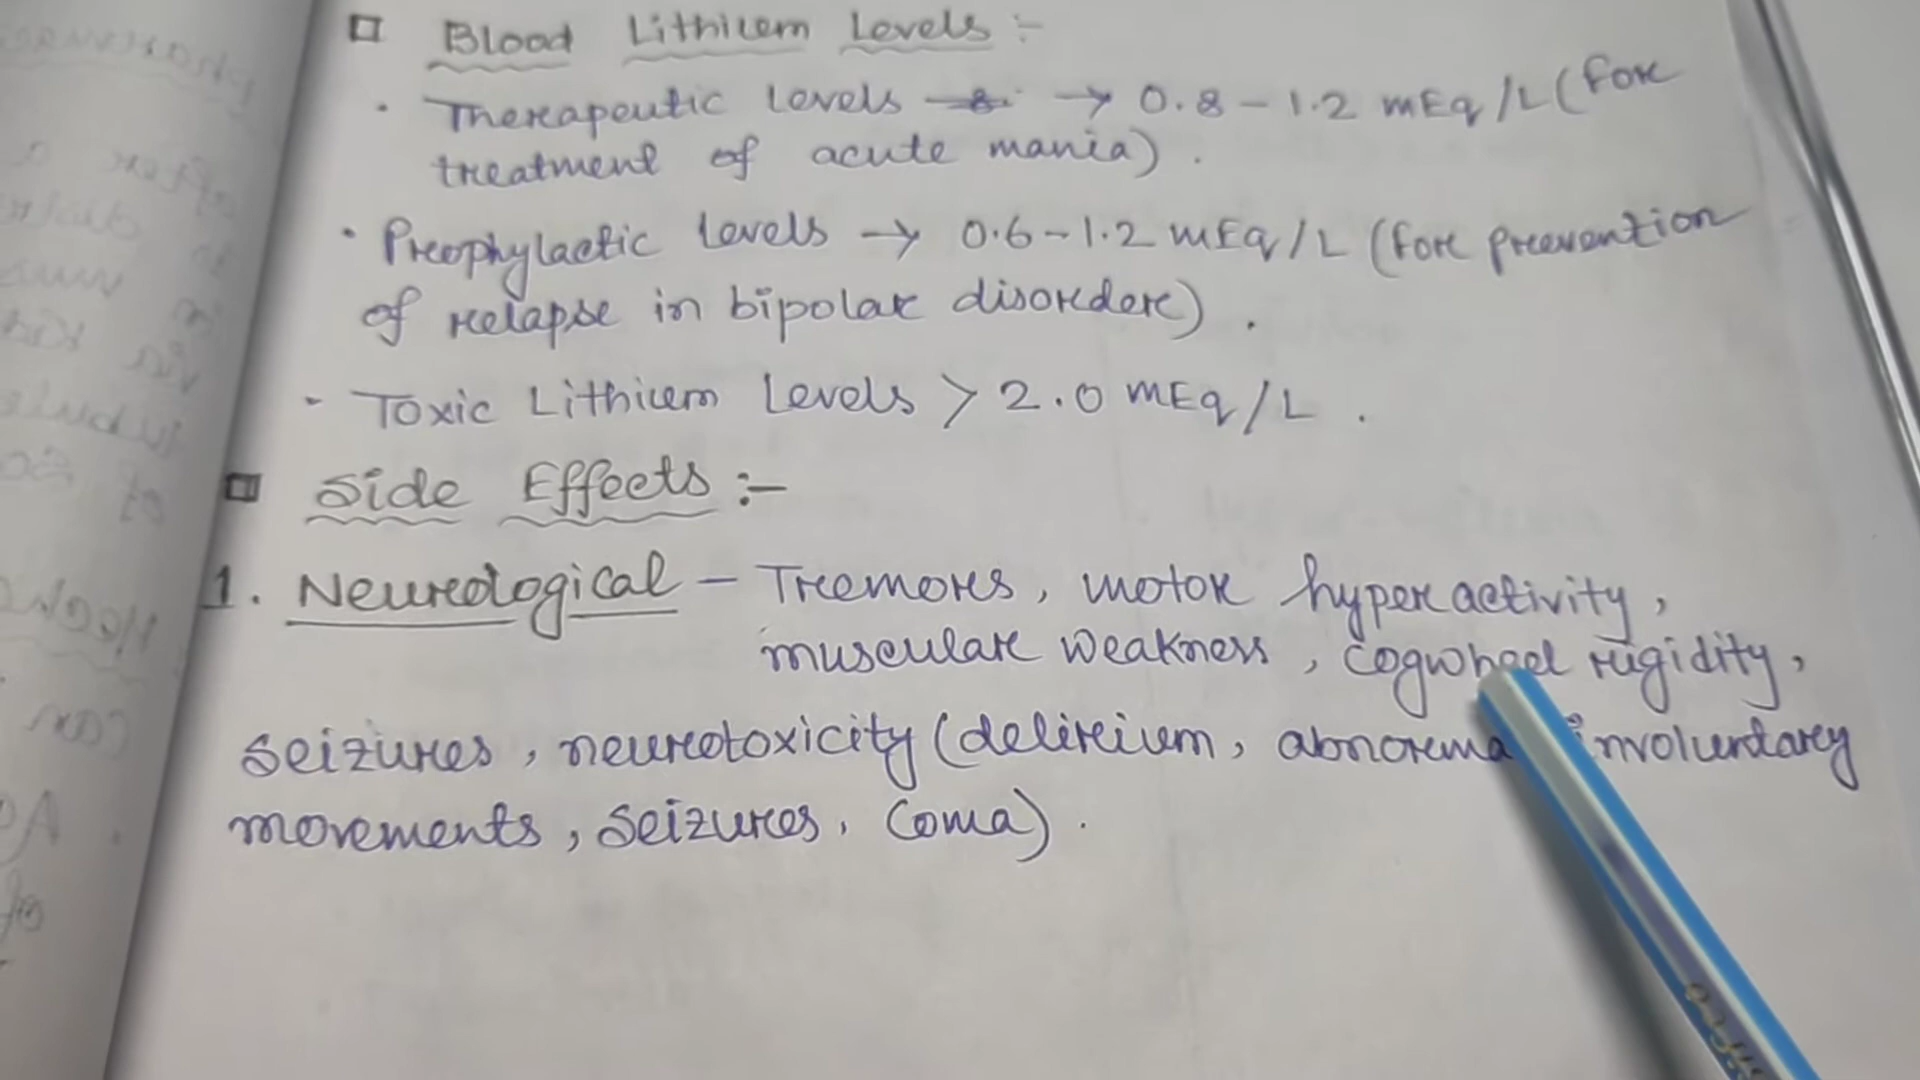 Blood Lithium Levels :-
· Therapeutic Levels → 0.8 - 1.2 mEq/L (For
treatment of acute mania) .
· Prophylactic Levels → 0.6 - 1.2 mEq/L (For prevention
of relapse in bipolar disorder) .
- Toxic Lithium Levels > 2.0 mEq/L .
Side Effects :-
1. Neurological - Tremors, motor hyperactivity,
muscular weakness, cogwheel rigidity,
seizures, neurotoxicity (delirium, abnormal involuntary
movements, seizures, coma) .